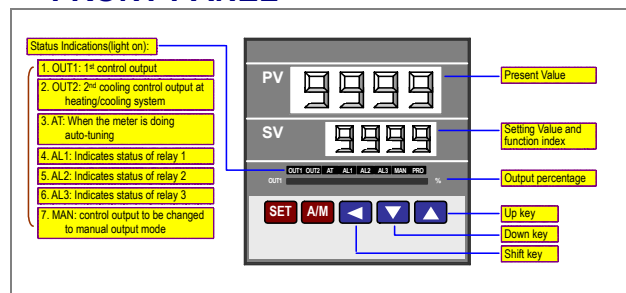 FRONT PANEL
Status Indications(light on):
1. OUT1: 1st control output
2. OUT2: 2nd cooling control output at
heating/cooling system
3. AT: When the meter is doing
auto-tuning
4. AL1: Indicates status of relay 1
5. AL2: Indicates status of relay 2
6. AL3: Indicates status of relay 3
7. MAN: control output to be changed
to manual output mode
PV 9999
SV 9999
OUT1 OUT2 AT AL1 AL2 AL3 MAN PRO
OUT1 %
SET A/M
Present Value
Setting Value and
function index
Output percentage
Up key
Down key
Shift key